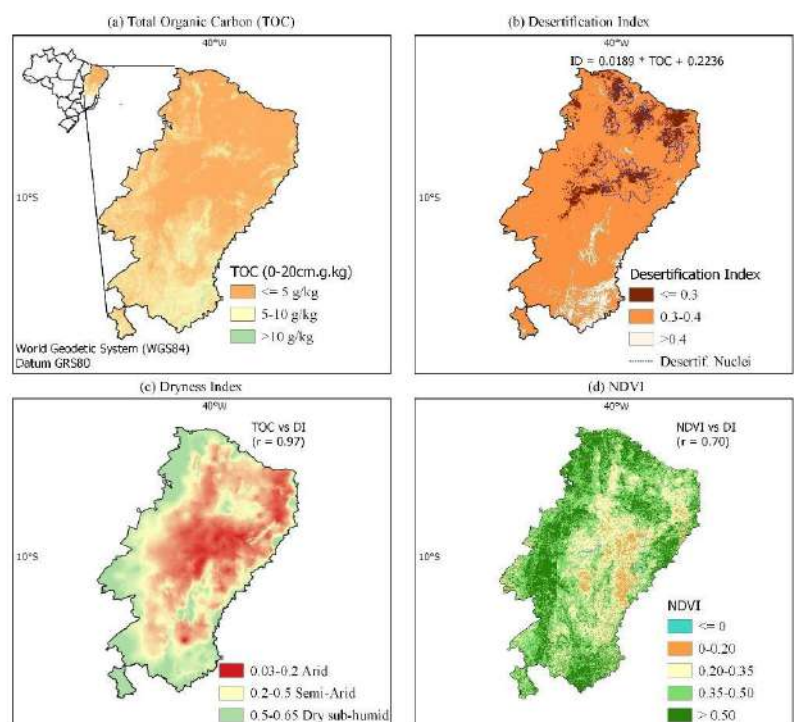 (a) Total Organic Carbon (TOC)
40°W
10°S
TOC (0-20cm.g.kg)
<= 5 g/kg
5-10 g/kg
>10 g/kg
World Geodetic System (WGS84)
Datum GRS80
(b) Desertification Index
40°W
ID = 0.0189 * TOC + 0.2236
10°S
Desertification Index
<= 0.3
0.3-0.4
>0.4
Desertif. Nuclei
(c) Dryness Index
40°W
TOC vs DI
(r = 0.97)
10°S
0.03-0.2 Arid
0.2-0.5 Semi-Arid
0.5-0.65 Dry sub-humid
(d) NDVI
40°W
NDVI vs DI
(r = 0.70)
10°S
NDVI
<= 0
0-0.20
0.20-0.35
0.35-0.50
> 0.50